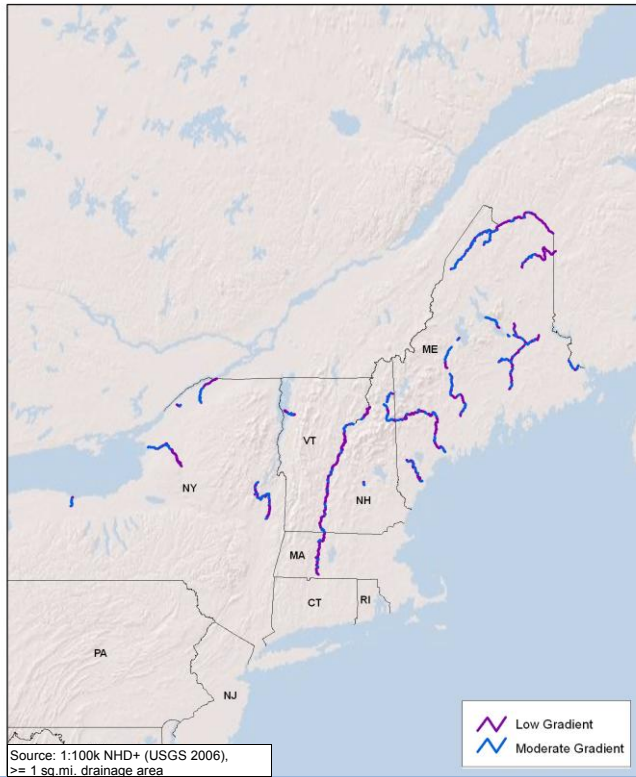 ME
VT
NY
NH
MA
CT
RI
PA
NJ
Low Gradient
Moderate Gradient
Source: 1:100k NHD+ (USGS 2006),
>= 1 sq.mi. drainage area